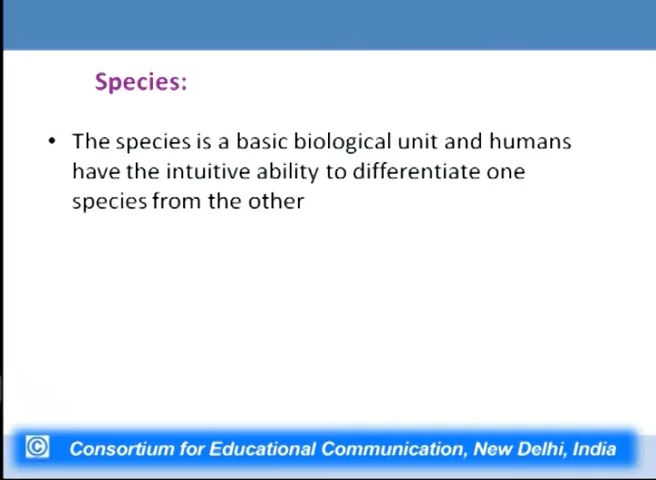 Species:
• The species is a basic biological unit and humans
have the intuitive ability to differentiate one
species from the other
© Consortium for Educational Communication, New Delhi, India